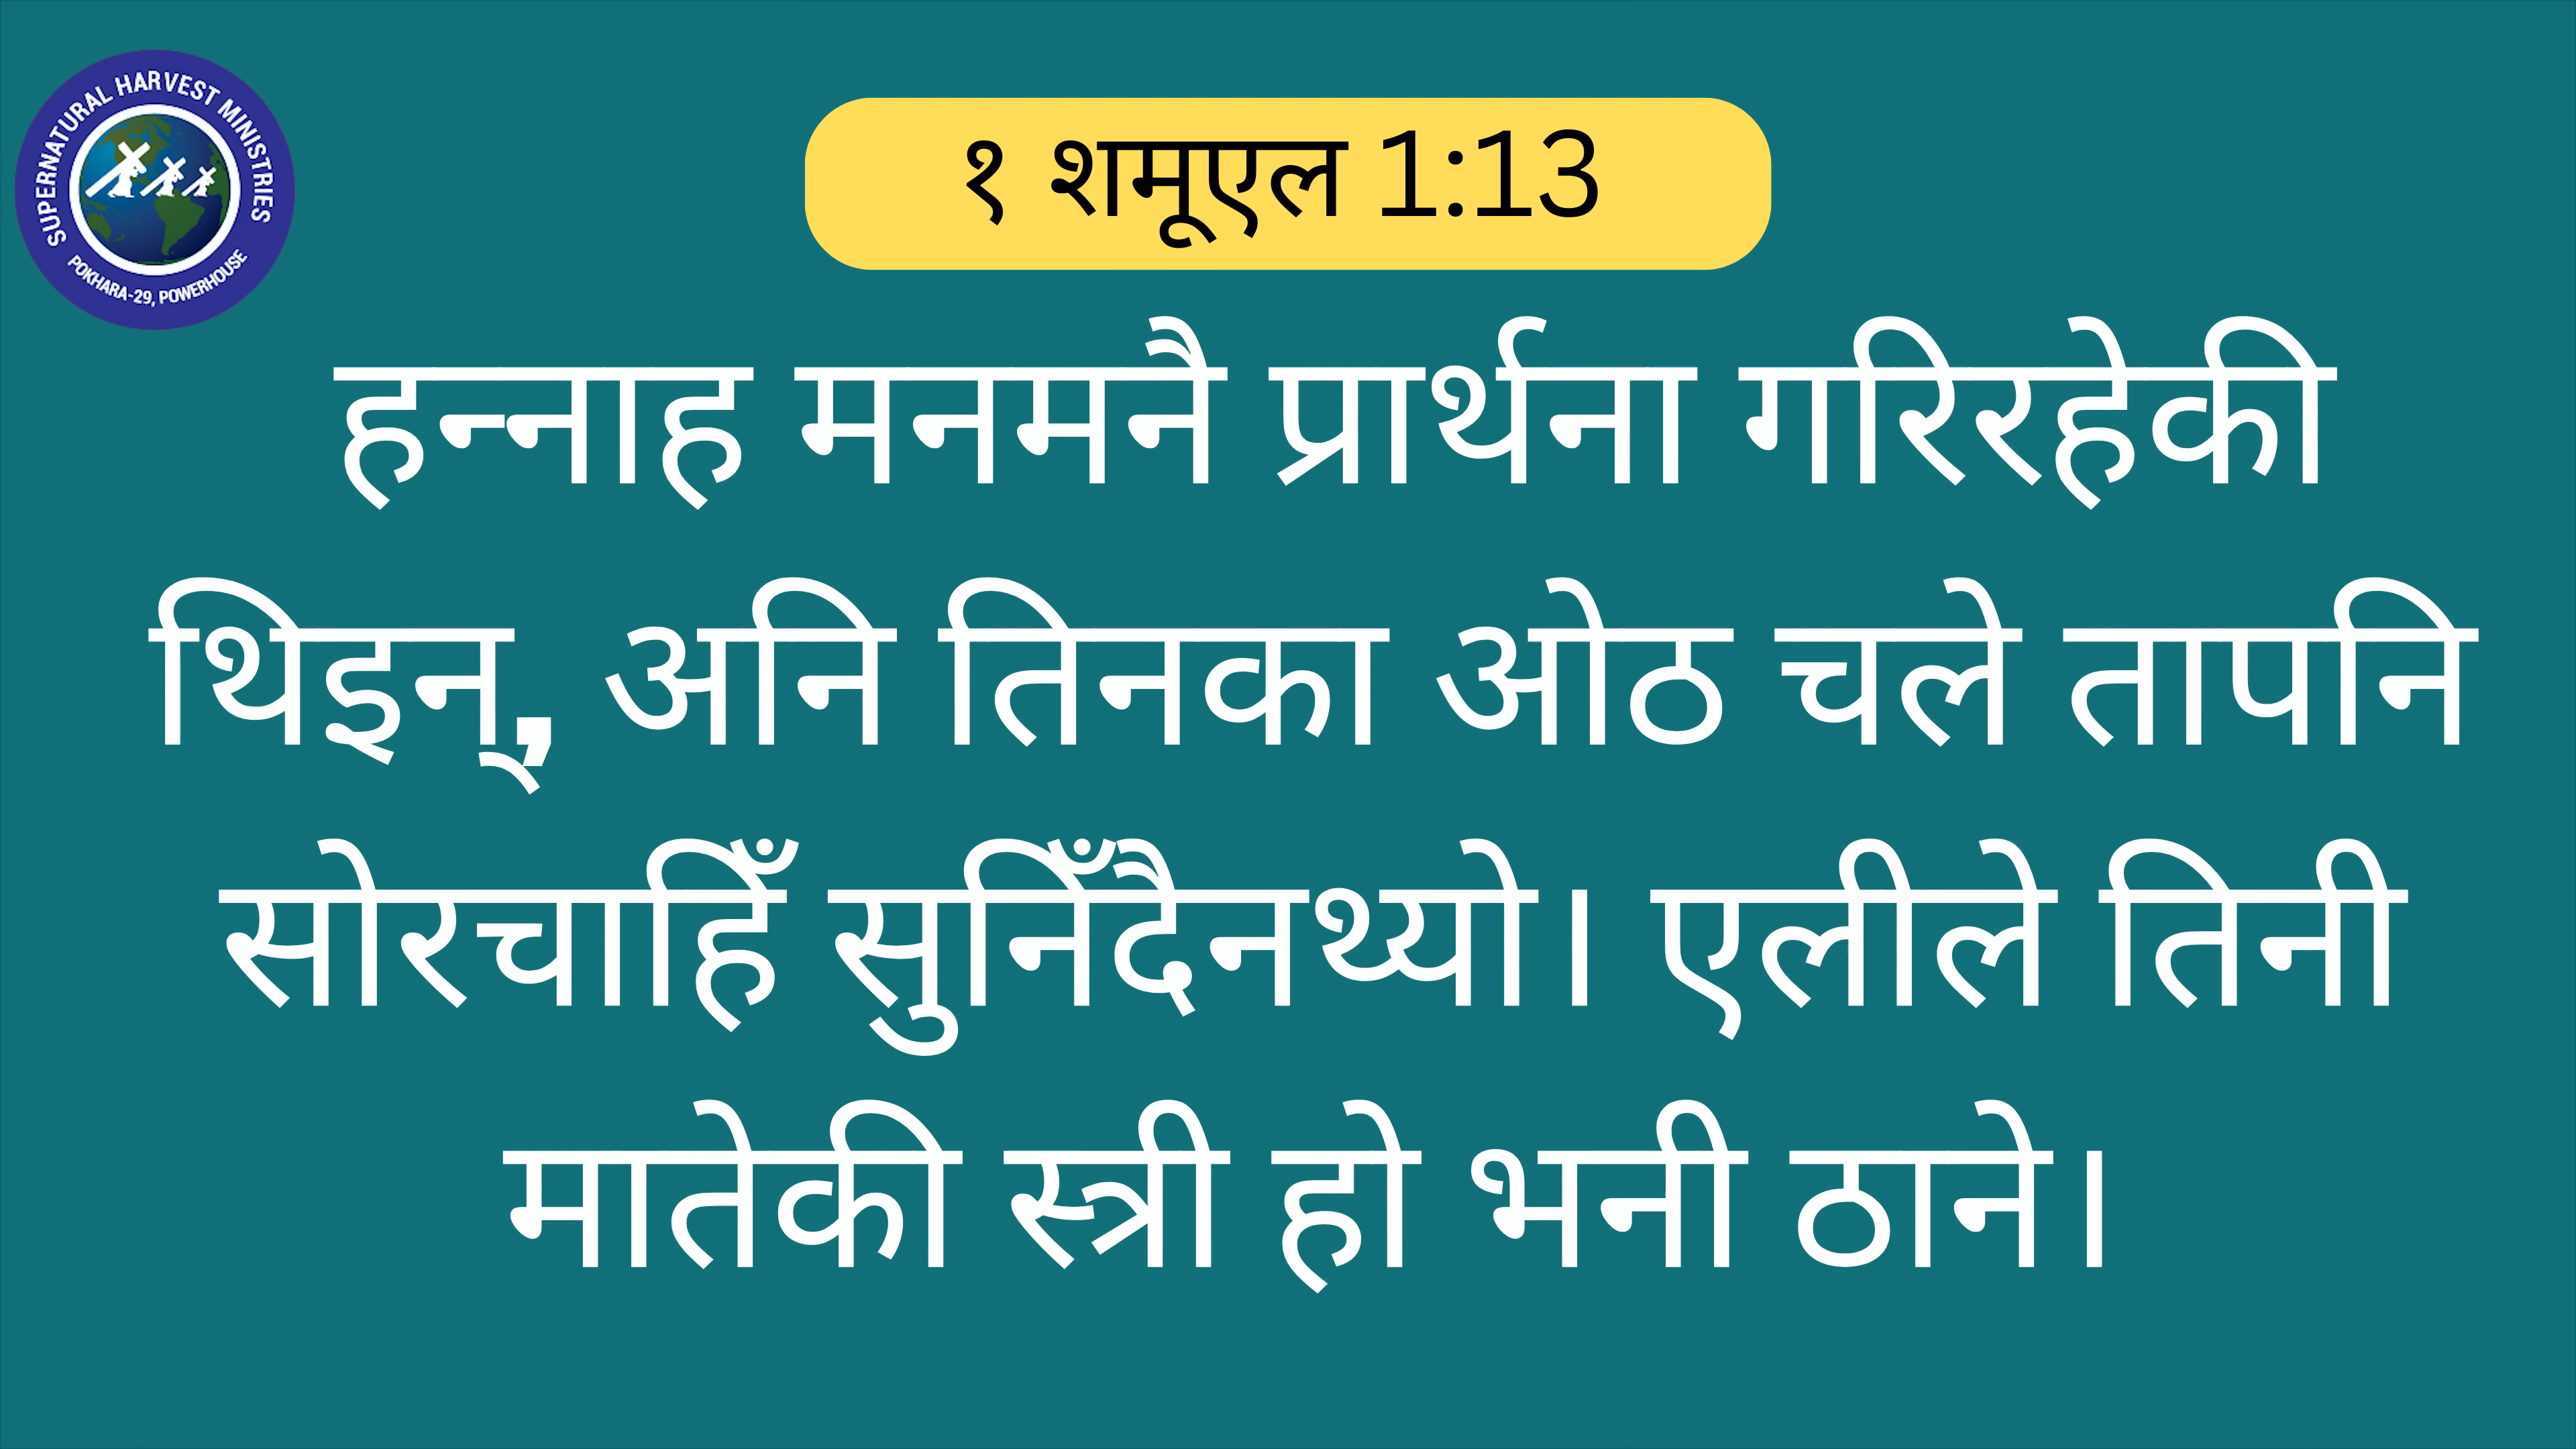 SUPERNATURAL HARVEST MINISTRIES
POKHARA-29, POWERHOUSE
१ शमूएल 1:13
हन्नाह मनमनै प्रार्थना गरिरहेकी
थिइन्, अनि तिनका ओठ चले तापनि
सोरचाहिँ सुनिँदैनथ्यो। एलीले तिनी
मातेकी स्त्री हो भनी ठाने।